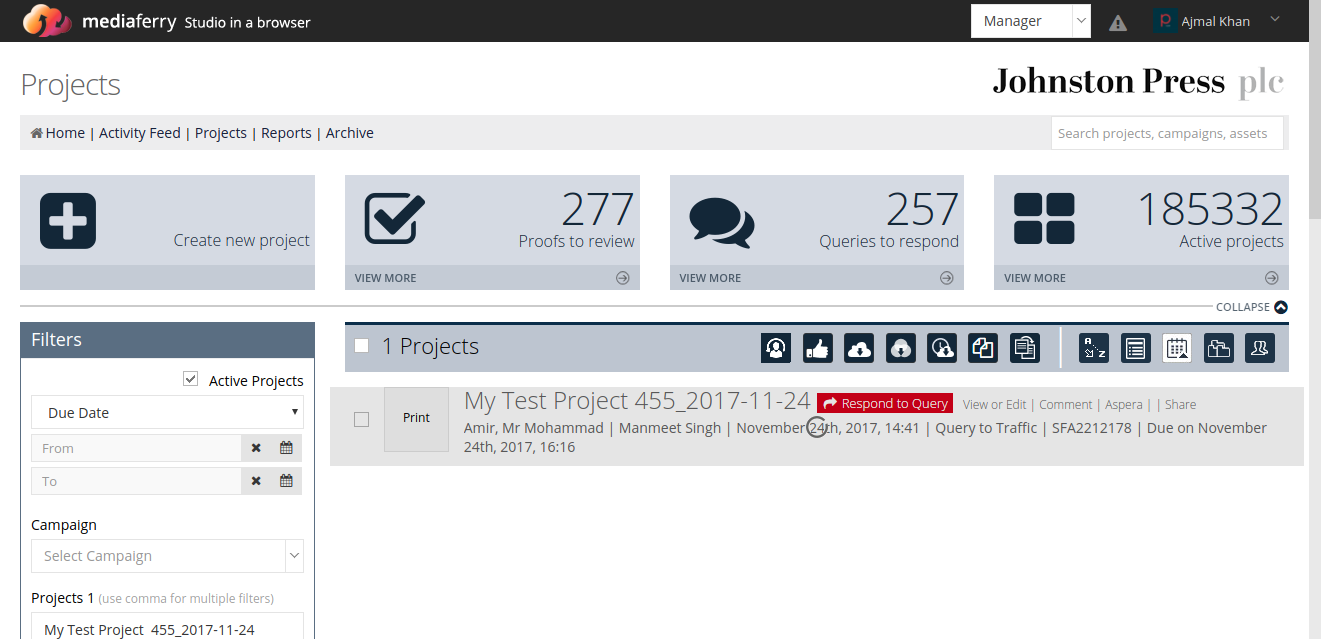 mediaferry Studio in a browser
Manager
Ajmal Khan
Projects
Johnston Press plc
Home | Activity Feed | Projects | Reports | Archive
Search projects, campaigns, assets
Create new project
277
Proofs to review
VIEW MORE
257
Queries to respond
VIEW MORE
185332
Active projects
VIEW MORE
COLLAPSE
Filters
Active Projects
Due Date
From
To
Campaign
Select Campaign
Projects 1 (use comma for multiple filters)
My Test Project 455_2017-11-24
1 Projects
A
Z
Print
My Test Project 455_2017-11-24 Respond to Query View or Edit | Comment | Aspera | | Share
Amir, Mr Mohammad | Manmeet Singh | November 24th, 2017, 14:41 | Query to Traffic | SFA2212178 | Due on November
24th, 2017, 16:16